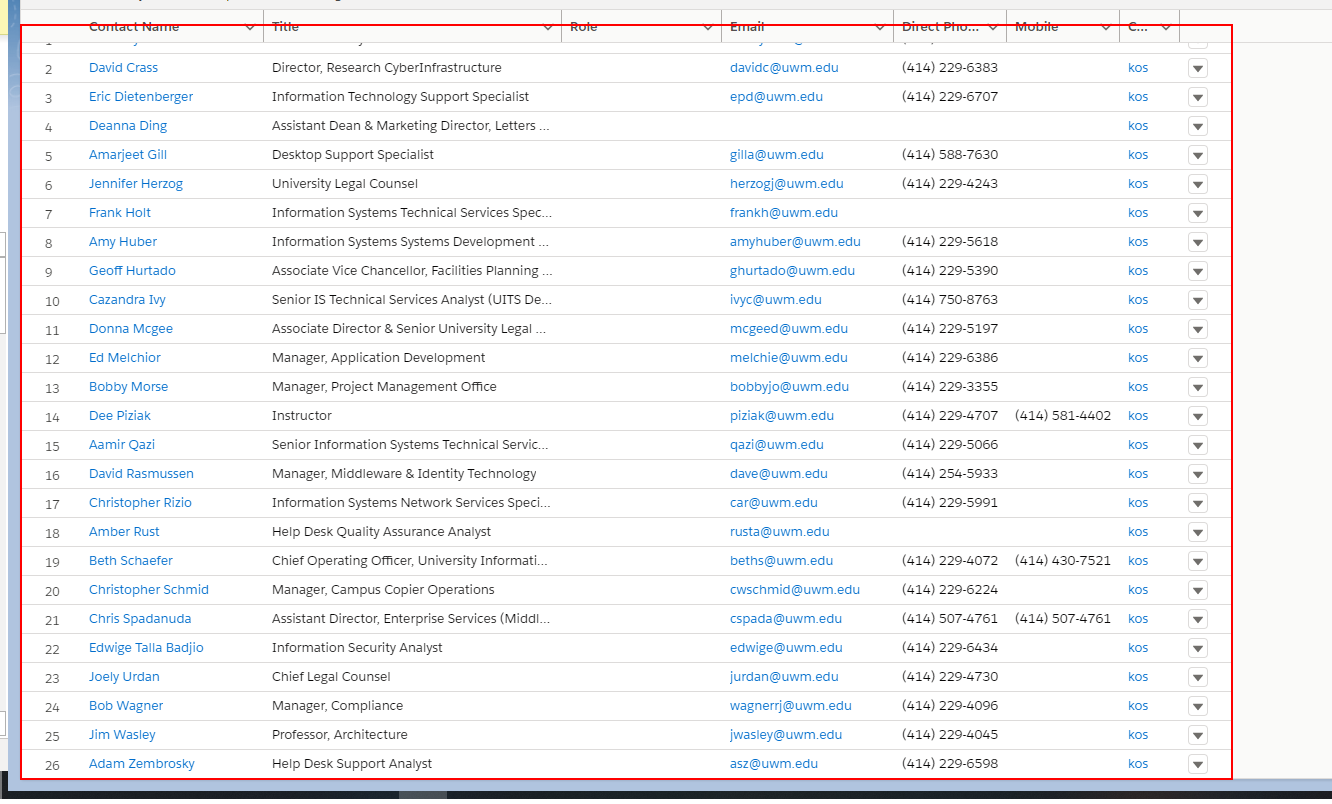 Contact Name Title Role Email Direct Pho... Mobile C...
2 David Crass Director, Research CyberInfrastructure davidc@uwm.edu (414) 229-6383 kos
3 Eric Dietenberger Information Technology Support Specialist epd@uwm.edu (414) 229-6707 kos
4 Deanna Ding Assistant Dean & Marketing Director, Letters ... kos
5 Amarjeet Gill Desktop Support Specialist gilla@uwm.edu (414) 588-7630 kos
6 Jennifer Herzog University Legal Counsel herzogj@uwm.edu (414) 229-4243 kos
7 Frank Holt Information Systems Technical Services Spec... frankh@uwm.edu kos
8 Amy Huber Information Systems Systems Development ... amyhuber@uwm.edu (414) 229-5618 kos
9 Geoff Hurtado Associate Vice Chancellor, Facilities Planning ... ghurtado@uwm.edu (414) 229-5390 kos
10 Cazandra Ivy Senior IS Technical Services Analyst (UITS De... ivyc@uwm.edu (414) 750-8763 kos
11 Donna Mcgee Associate Director & Senior University Legal ... mcgeed@uwm.edu (414) 229-5197 kos
12 Ed Melchior Manager, Application Development melchie@uwm.edu (414) 229-6386 kos
13 Bobby Morse Manager, Project Management Office bobbyjo@uwm.edu (414) 229-3355 kos
14 Dee Piziak Instructor piziak@uwm.edu (414) 229-4707 (414) 581-4402 kos
15 Aamir Qazi Senior Information Systems Technical Servic... qazi@uwm.edu (414) 229-5066 kos
16 David Rasmussen Manager, Middleware & Identity Technology dave@uwm.edu (414) 254-5933 kos
17 Christopher Rizio Information Systems Network Services Speci... car@uwm.edu (414) 229-5991 kos
18 Amber Rust Help Desk Quality Assurance Analyst rusta@uwm.edu kos
19 Beth Schaefer Chief Operating Officer, University Informati... beths@uwm.edu (414) 229-4072 (414) 430-7521 kos
20 Christopher Schmid Manager, Campus Copier Operations cwschmid@uwm.edu (414) 229-6224 kos
21 Chris Spadanuda Assistant Director, Enterprise Services (Middl... cspada@uwm.edu (414) 507-4761 (414) 507-4761 kos
22 Edwige Talla Badjio Information Security Analyst edwige@uwm.edu (414) 229-6434 kos
23 Joely Urdan Chief Legal Counsel jurdan@uwm.edu (414) 229-4730 kos
24 Bob Wagner Manager, Compliance wagnerrj@uwm.edu (414) 229-4096 kos
25 Jim Wasley Professor, Architecture jwasley@uwm.edu (414) 229-4045 kos
26 Adam Zembrosky Help Desk Support Analyst asz@uwm.edu (414) 229-6598 kos